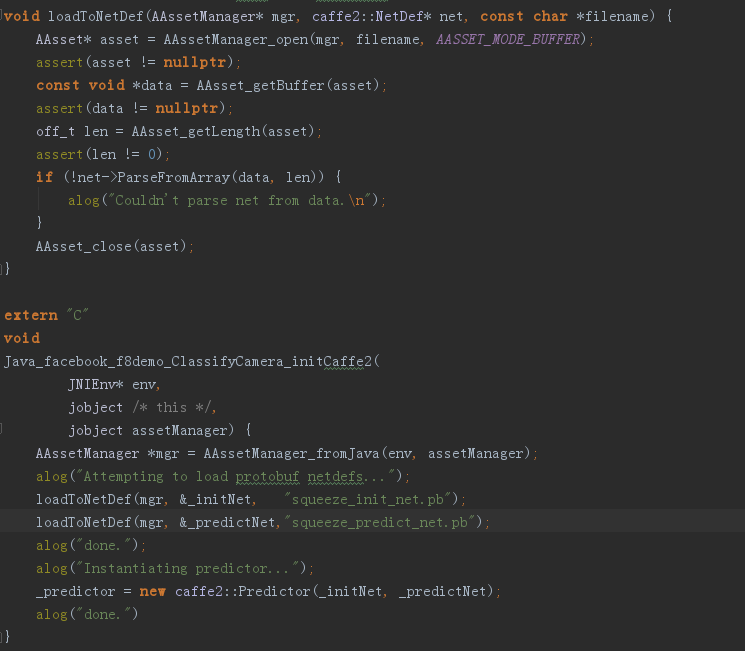 void loadToNetDef(AAssetManager* mgr, caffe2::NetDef* net, const char *filename) {
    AAsset* asset = AAssetManager_open(mgr, filename, AASSET_MODE_BUFFER);
    assert(asset != nullptr);
    const void *data = AAsset_getBuffer(asset);
    assert(data != nullptr);
    off_t len = AAsset_getLength(asset);
    assert(len != 0);
    if (!net->ParseFromArray(data, len)) {
        alog("Couldn't parse net from data.\n");
    }
    AAsset_close(asset);
}

extern "C"
void
Java_facebook_f8demo_ClassifyCamera_initCaffe2(
        JNIEnv* env,
        jobject /* this */,
        jobject assetManager) {
    AAssetManager *mgr = AAssetManager_fromJava(env, assetManager);
    alog("Attempting to load protobuf netdefs...");
    loadToNetDef(mgr, &_initNet,   "squeeze_init_net.pb");
    loadToNetDef(mgr, &_predictNet,"squeeze_predict_net.pb");
    alog("done.");
    alog("Instantiating predictor...");
    _predictor = new caffe2::Predictor(_initNet, _predictNet);
    alog("done.")
}